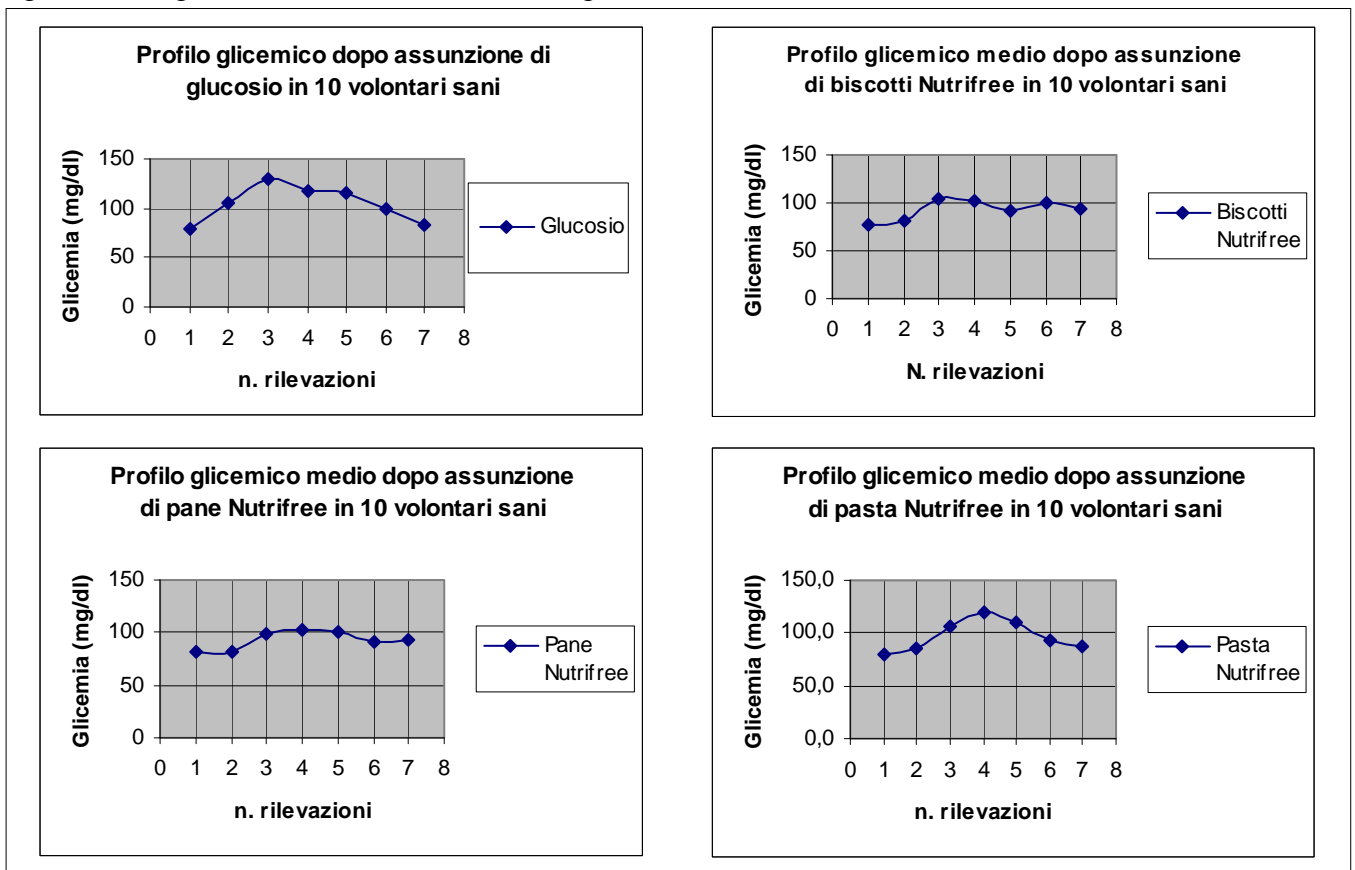 Profilo glicemico dopo assunzione di
glucosio in 10 volontari sani
Glicemia (mg/dl)
150
100
50
0
0 1 2 3 4 5 6 7 8
n. rilevazioni
Glucosio
Profilo glicemico medio dopo assunzione
di biscotti Nutrifree in 10 volontari sani
Glicemia (mg/dl)
150
100
50
0
0 1 2 3 4 5 6 7 8
N. rilevazioni
Biscotti
Nutrifree
Profilo glicemico medio dopo assunzione
di pane Nutrifree in 10 volontari sani
Glicemia (mg/dl)
150
100
50
0
0 1 2 3 4 5 6 7 8
n. rilevazioni
Pane
Nutrifree
Profilo glicemico medio dopo assunzione
di pasta Nutrifree in 10 volontari sani
Glicemia (mg/dl)
150,0
100,0
50,0
0,0
0 1 2 3 4 5 6 7 8
n. rilevazioni
Pasta
Nutrifree